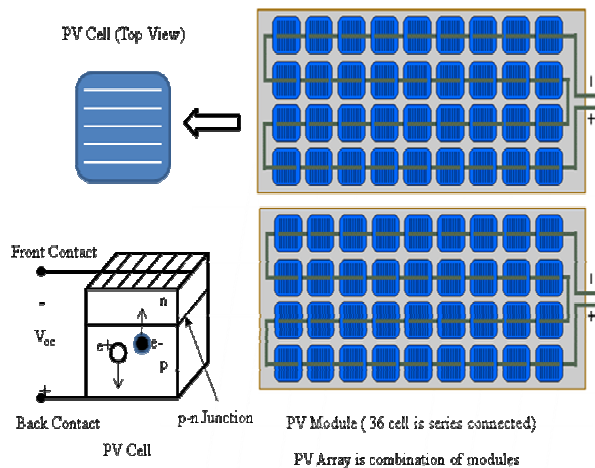 PV Cell (Top View)
-
+
Front Contact
-
n
Voc
e+
e-
p
+
Back Contact
p-n Junction
PV Cell
-
+
PV Module ( 36 cell is series connected)
PV Array is combination of modules